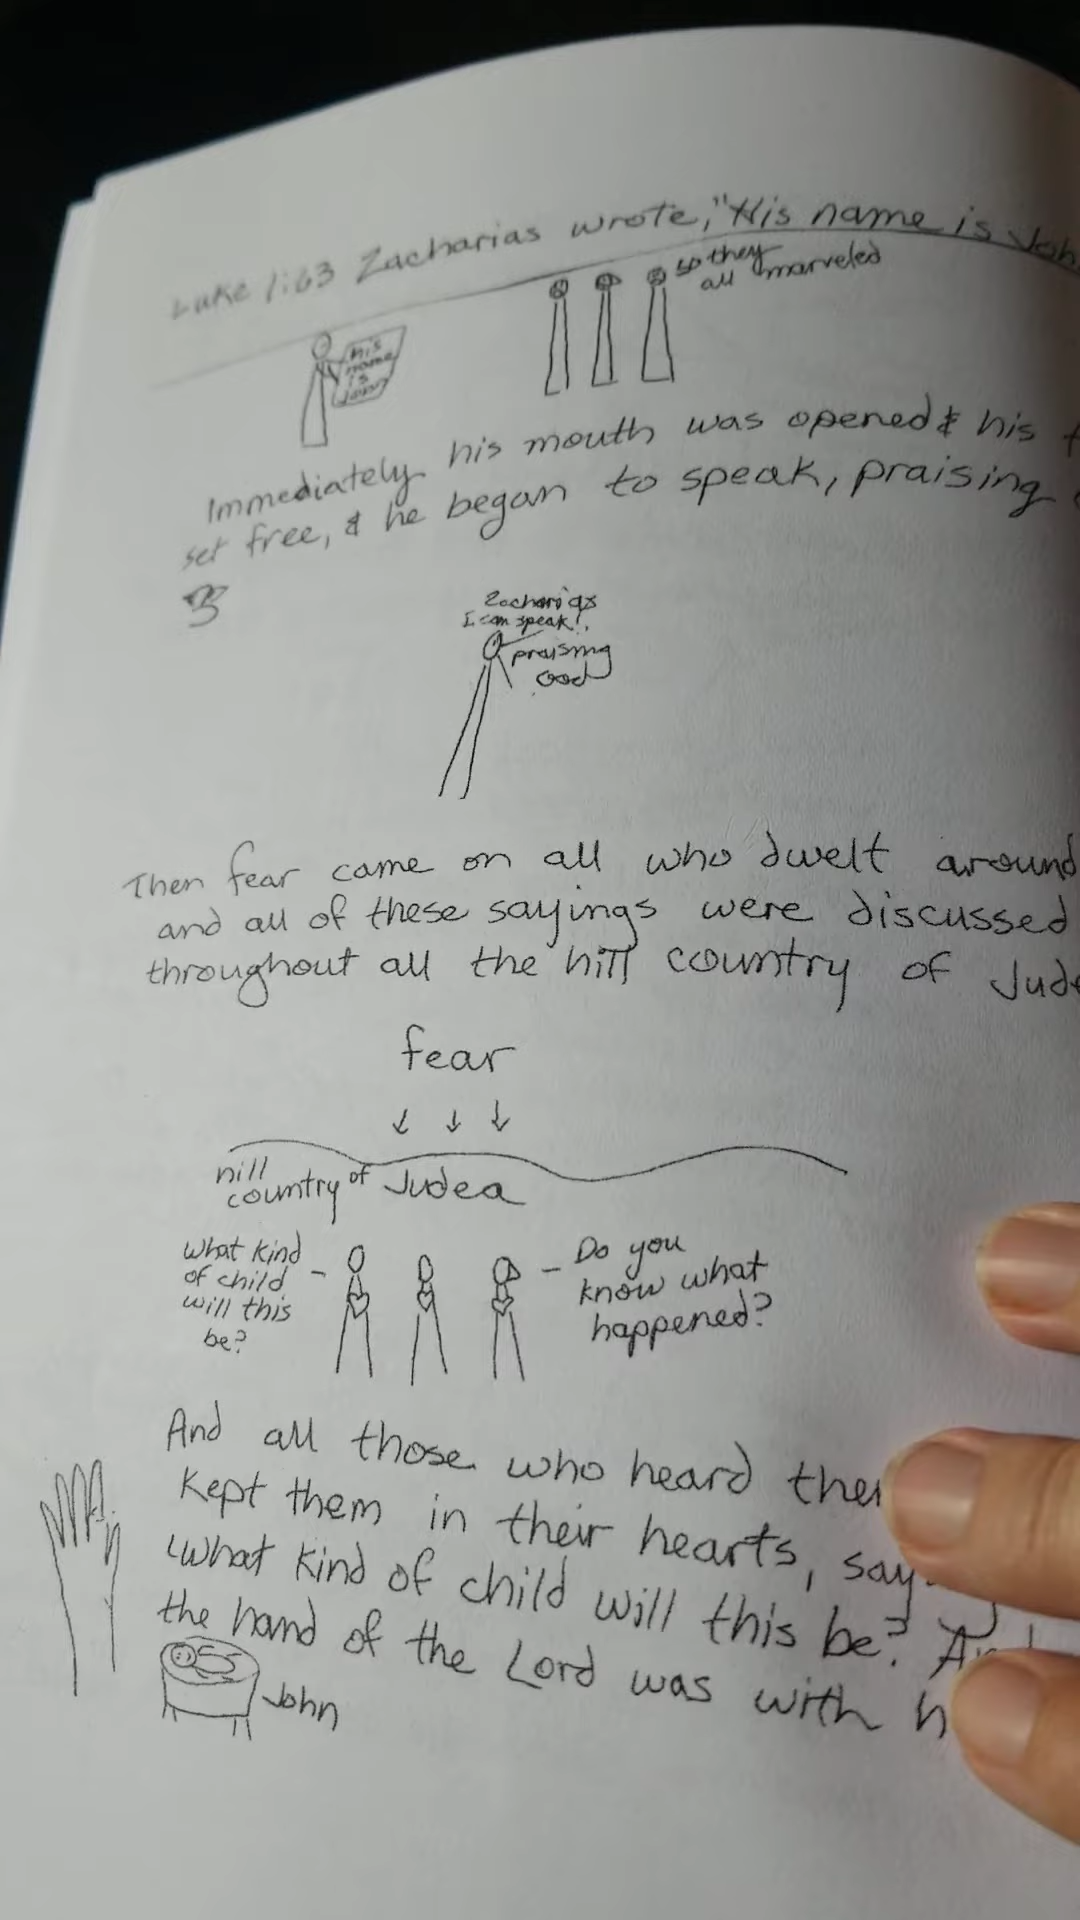 Luke 1:63 Zacharias wrote, "His name is Joh
so they
all marveled
his
name
is
John
Immediately his mouth was opened & his
set free, & he began to speak, praising
Zacharias
I can speak!
praising
God
Then fear came on all who dwelt around
and all of these sayings were discussed
throughout all the hill country of Jude
fear
hill
country of Judea
What kind
of child
will this
be?
Do you
know what
happened?
And all those who heard
kept them in their hearts, say
what kind of child will this be?
the hand of the Lord was with h
John